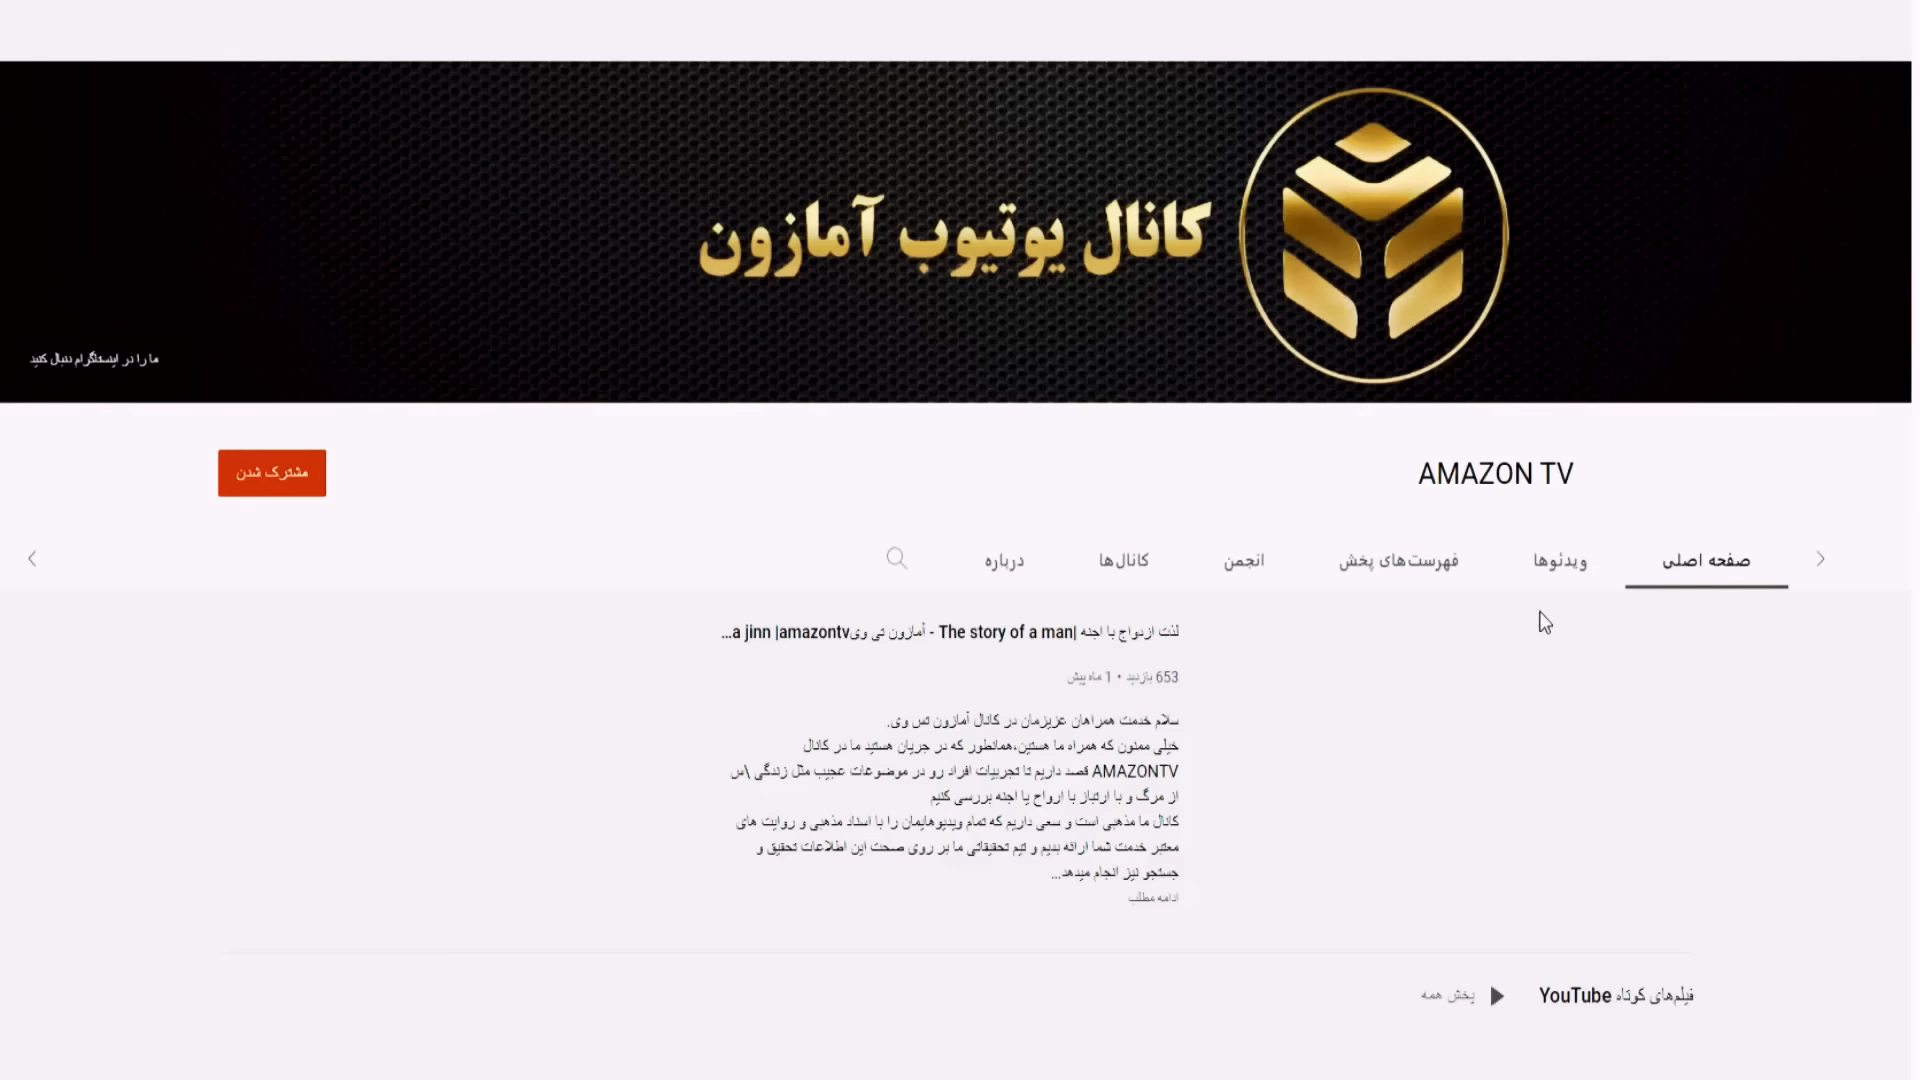 کانال یوتیوب آمازون
ما را در اینستاگرام دنبال کنید
AMAZON TV
مشترک شدن
صفحه اصلی
ویدئوها
فهرست‌های پخش
انجمن
کانال‌ها
درباره
لذت ازدواج با اجنه |The story of a man - آمازون تی ویa jinn |amazontv...
653 بازدید • 1 ماه پیش
سلام خدمت همراهان عزیزمان در کانال آمازون تس وی.
خیلی ممنون که همراه ما هستین،همانطور که در جریان هستید ما در کانال
AMAZONTV قصد داریم تا تجربیات افراد رو در موضوعات عجیب مثل زندگی \س
از مرگ و با ارتباز با ارواح یا اجنه بررسی کنیم
کانال ما مذهبی است و سعی داریم که تمام ویدیوهایمان را با اسناد مذهبی و روایت های
معتبر خدمت شما ارائه بدیم و تیم تحقیقاتی ما بر روی صحت این اطلاعات تحقیق و
جستجو نیز انجام میدهد...
ادامه مطلب
فیلم‌های کوتاه YouTube
پخش همه